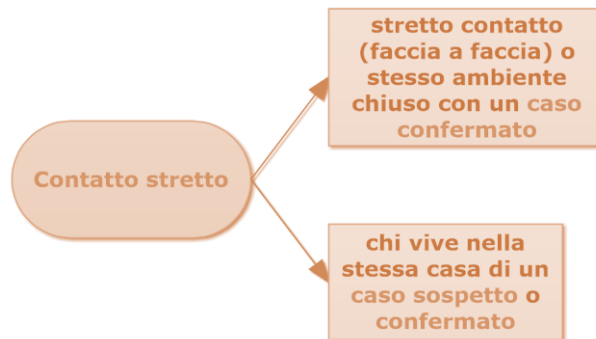 stretto contatto
(faccia a faccia) o
stesso ambiente
chiuso con un caso
confermato
Contatto stretto
chi vive nella
stessa casa di un
caso sospetto o
confermato